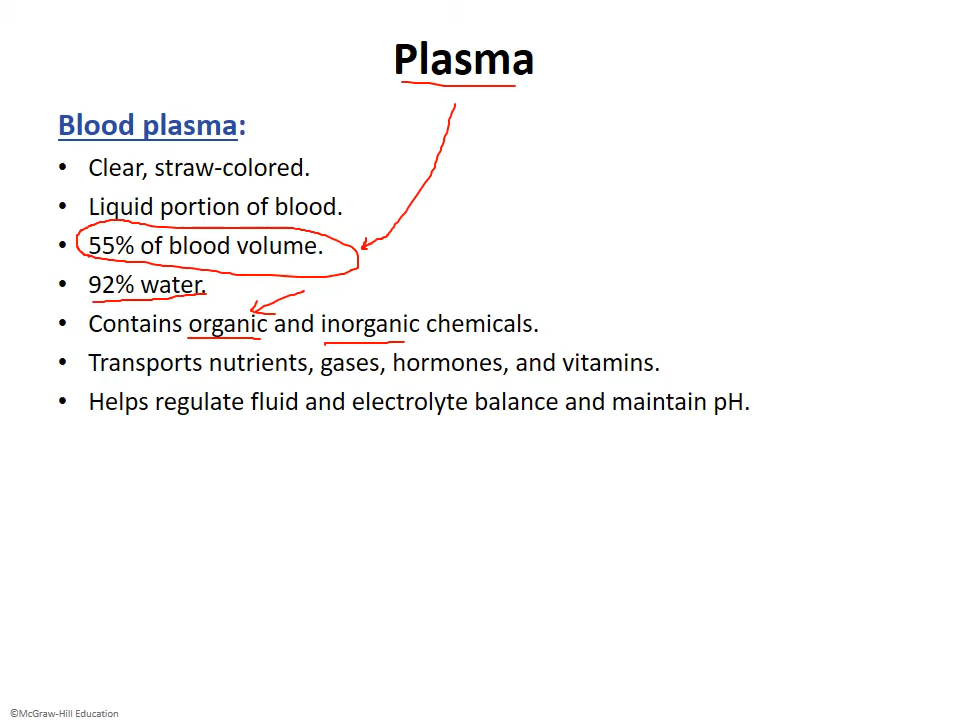 Plasma
Blood plasma:
• Clear, straw-colored.
• Liquid portion of blood.
• 55% of blood volume.
• 92% water.
• Contains organic and inorganic chemicals.
• Transports nutrients, gases, hormones, and vitamins.
• Helps regulate fluid and electrolyte balance and maintain pH.
©McGraw-Hill Education